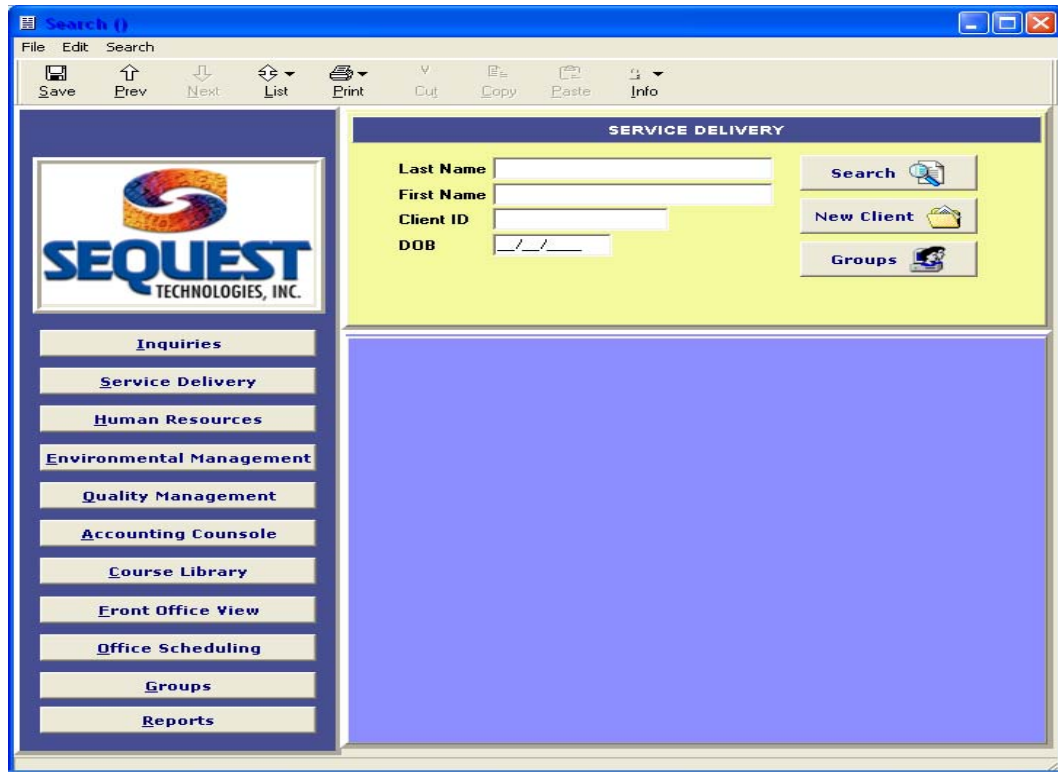 Search ()
File Edit Search
Save Prev Next List Print Cut Copy Paste Info
SERVICE DELIVERY
Last Name
First Name
Client ID
DOB __/__/____
Search
New Client
Groups
SEQUEST
TECHNOLOGIES, INC.
Inquiries
Service Delivery
Human Resources
Environmental Management
Quality Management
Accounting Counsole
Course Library
Front Office View
Office Scheduling
Groups
Reports